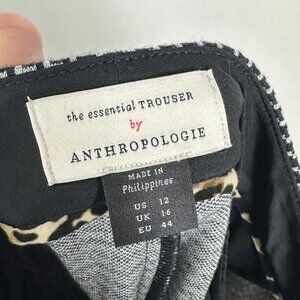 the essential TROUSER
by
ANTHROPOLOGIE
MADE IN
Philippines
US 12
UK 16
EU 44